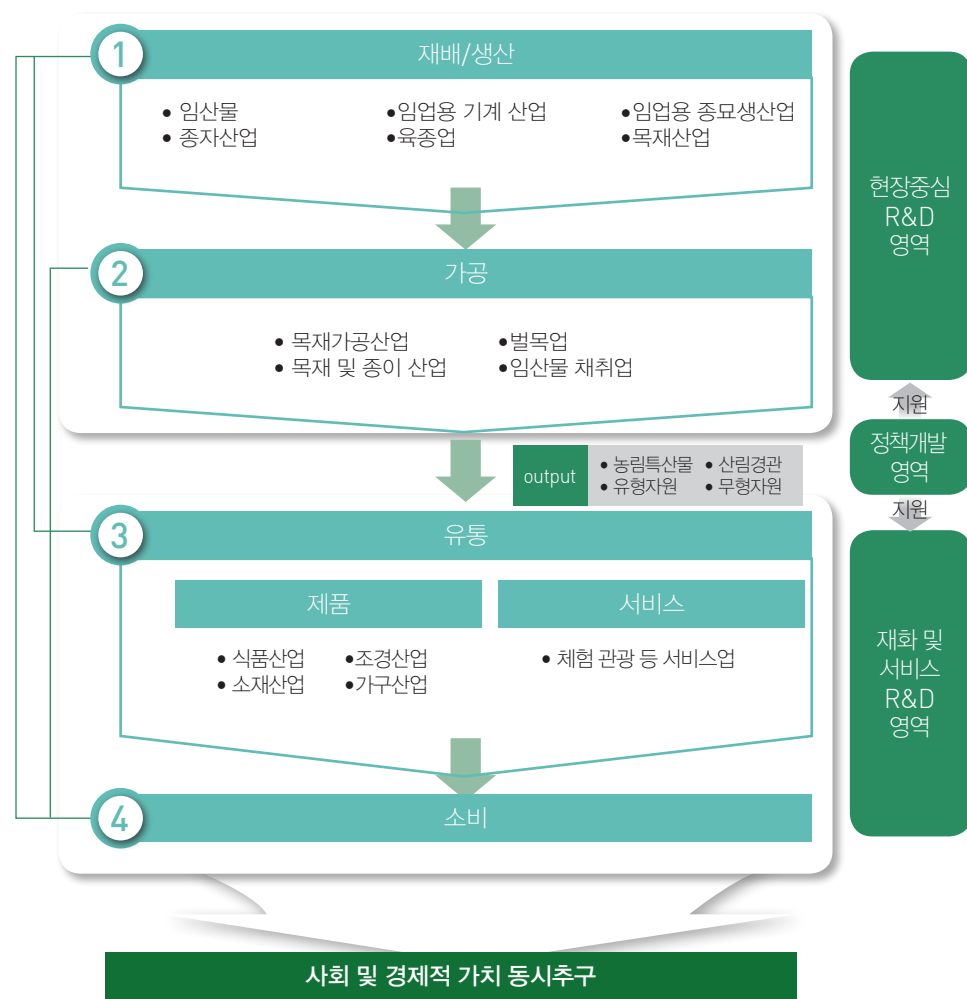 1
재배/생산
• 임산물
•임업용 기계 산업
•임업용 종묘생산업
• 종자산업
•육종업
•목재산업
2
가공
• 목재가공산업
•벌목업
• 목재 및 종이 산업
•임산물 채취업
output
• 농림특산물
• 산림경관
• 유형자원
• 무형자원
3
유통
제품
서비스
• 식품산업
•조경산업
• 체험 관광 등 서비스업
• 소재산업
•가구산업
4
소비
사회 및 경제적 가치 동시추구
현장중심
R&D
영역
지원
정책개발
영역
지원
재화 및
서비스
R&D
영역